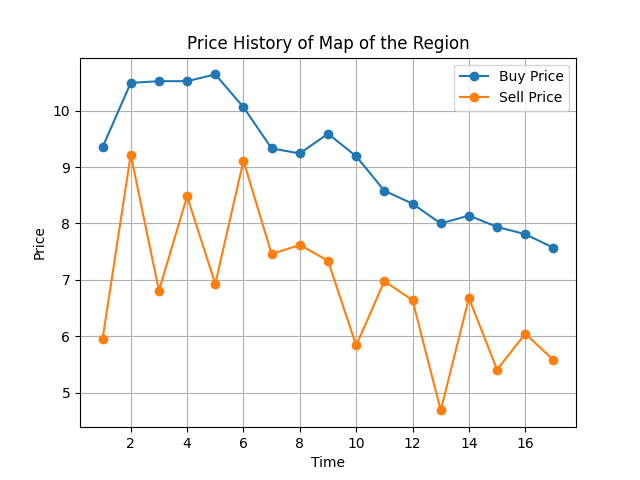 Price History of Map of the Region
Buy Price
Sell Price
Price
10
9
8
7
6
5
2 4 6 8 10 12 14 16
Time